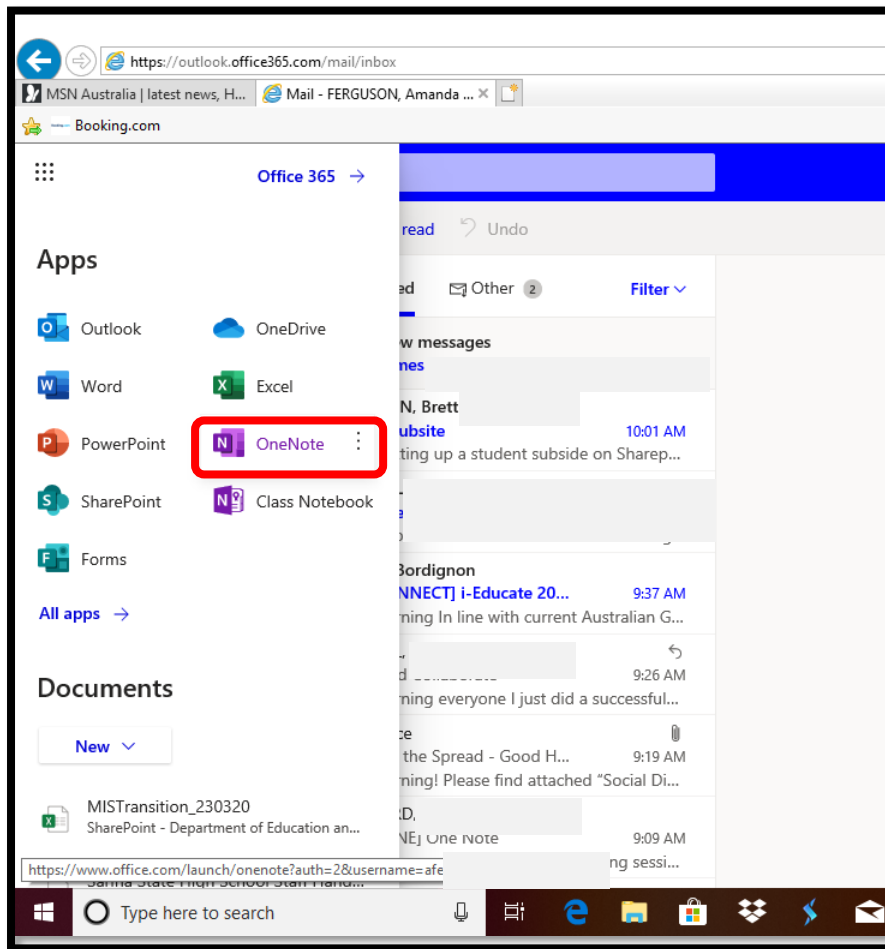 https://outlook.office365.com/mail/inbox
MSN Australia | latest news, H...
Mail - FERGUSON, Amanda ...
Booking.com
Office 365 →
Apps
Outlook
OneDrive
Word
Excel
PowerPoint
OneNote
SharePoint
Class Notebook
Forms
All apps →
Documents
New
MISTransition_230320
SharePoint - Department of Education an...
https://www.office.com/launch/onenote?auth=2&username=afe
read
Undo
ed
Other 2
Filter
w messages
mes
N, Brett
ubsite 10:01 AM
ting up a student subside on Sharep...
Bordignon
NNECT] i-Educate 20... 9:37 AM
rning In line with current Australian G...
9:26 AM
rning everyone I just did a successful...
ce
the Spread - Good H... 9:19 AM
rning! Please find attached “Social Di...
RD,
NE] One Note 9:09 AM
ng sessi...
Type here to search